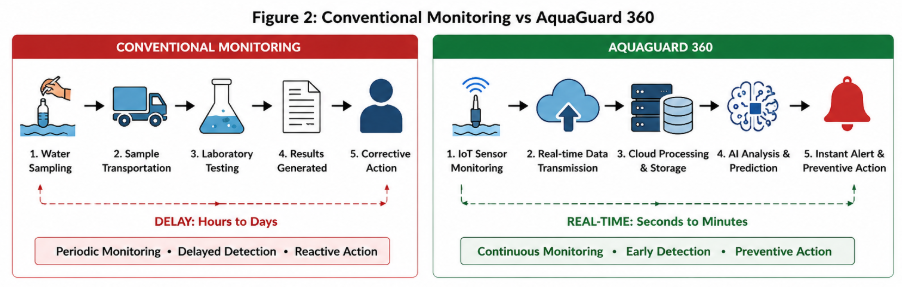 Figure 2: Conventional Monitoring vs AquaGuard 360
CONVENTIONAL MONITORING
1. Water
Sampling
2. Sample
Transportation
3. Laboratory
Testing
4. Results
Generated
5. Corrective
Action
DELAY: Hours to Days
Periodic Monitoring • Delayed Detection • Reactive Action
AQUAGUARD 360
1. IoT Sensor
Monitoring
2. Real-time Data
Transmission
3. Cloud Processing
& Storage
4. AI Analysis &
Prediction
5. Instant Alert &
Preventive Action
REAL-TIME: Seconds to Minutes
Continuous Monitoring • Early Detection • Preventive Action